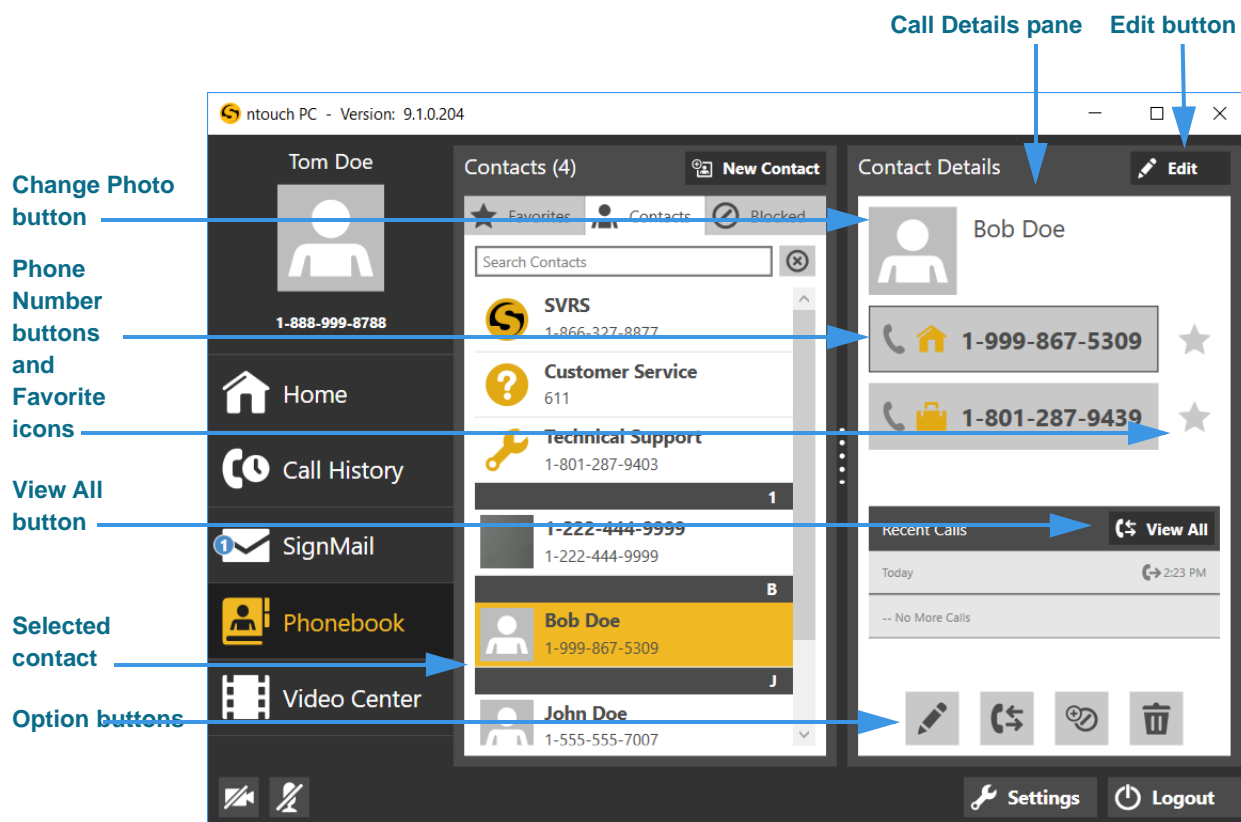 Call Details pane
Edit button
ntouch PC - Version: 9.1.0.204
Change Photo
button
Phone
Number
buttons
and
Favorite
icons
View All
button
Selected
contact
Option buttons
Tom Doe
1-888-999-8788
Home
Call History
1
SignMail
Phonebook
Video Center
Contacts (4)
New Contact
Favorites
Contacts
Blocked
Search Contacts
SVRS
1-866-327-8877
?
Customer Service
611
Technical Support
1-801-287-9403
1
1-222-444-9999
1-222-444-9999
B
Bob Doe
1-999-867-5309
J
John Doe
1-555-555-7007
Contact Details
Edit
Bob Doe
1-999-867-5309
1-801-287-9439
Recent Calls
View All
Today
2:23 PM
-- No More Calls
Settings
Logout